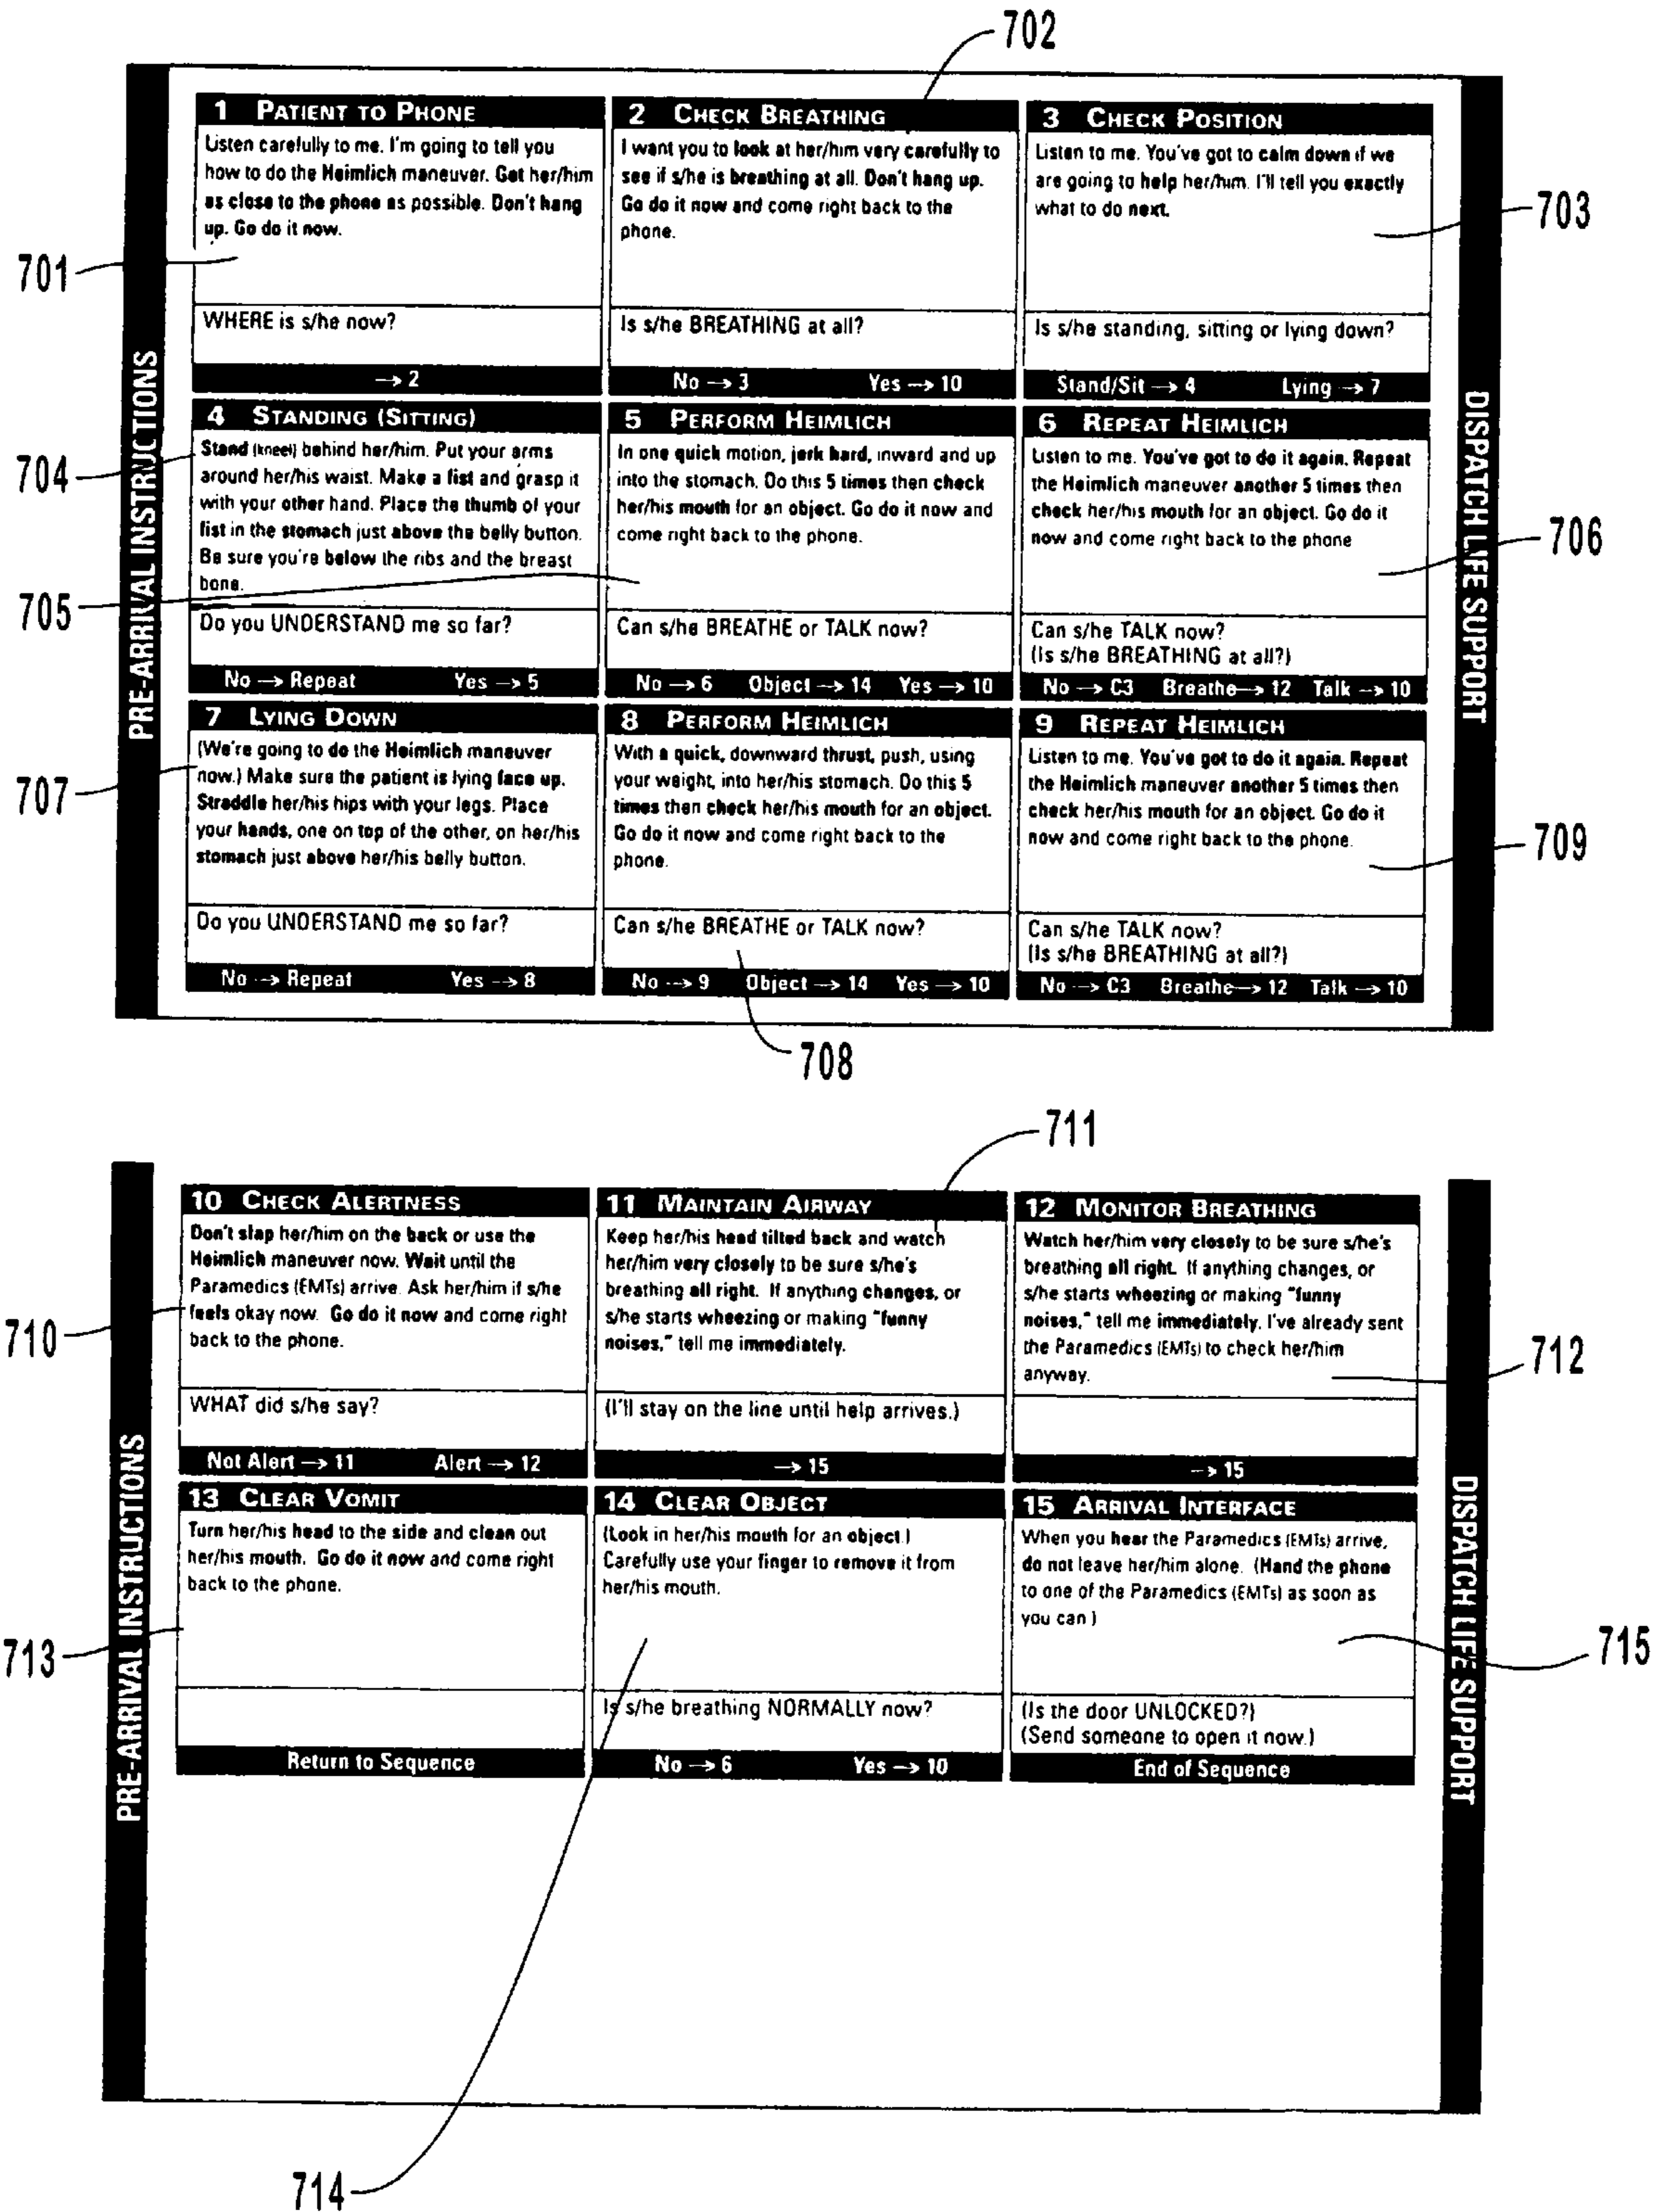 702
1 PATIENT TO PHONE
Listen carefully to me. I'm going to tell you
how to do the Heimlich maneuver. Get her/him
as close to the phone as possible. Don't hang
up. Go do it now.
WHERE is s/he now?
→ 2
2 CHECK BREATHING
I want you to look at her/him very carefully to
see if s/he is breathing at all. Don't hang up.
Go do it now and come right back to the
phone.
Is s/he BREATHING at all?
No → 3 Yes → 10
3 CHECK POSITION
Listen to me. You've got to calm down if we
are going to help her/him. I'll tell you exactly
what to do next.
Is s/he standing, sitting or lying down?
Stand/Sit → 4 Lying → 7
701
703
4 STANDING (SITTING)
Stand (kneel) behind her/him. Put your arms
around her/his waist. Make a fist and grasp it
with your other hand. Place the thumb of your
fist in the stomach just above the belly button.
Be sure you're below the ribs and the breast
bone.
Do you UNDERSTAND me so far?
No → Repeat Yes → 5
5 PERFORM HEIMLICH
In one quick motion, jerk hard, inward and up
into the stomach. Do this 5 times then check
her/his mouth for an object. Go do it now and
come right back to the phone.
Can s/he BREATHE or TALK now?
No → 6 Object → 14 Yes → 10
6 REPEAT HEIMLICH
Listen to me. You've got to do it again. Repeat
the Heimlich maneuver another 5 times then
check her/his mouth for an object. Go do it
now and come right back to the phone
Can s/he TALK now?
(Is s/he BREATHING at all?)
No → C3 Breathe → 12 Talk → 10
704
705
706
7 LYING DOWN
(We're going to do the Heimlich maneuver
now.) Make sure the patient is lying face up.
Straddle her/his hips with your legs. Place
your hands, one on top of the other, on her/his
stomach just above her/his belly button.
Do you UNDERSTAND me so far?
No → Repeat Yes → 8
8 PERFORM HEIMLICH
With a quick, downward thrust, push, using
your weight, into her/his stomach. Do this 5
times then check her/his mouth for an object.
Go do it now and come right back to the
phone.
Can s/he BREATHE or TALK now?
No → 9 Object → 14 Yes → 10
9 REPEAT HEIMLICH
Listen to me. You've got to do it again. Repeat
the Heimlich maneuver another 5 times then
check her/his mouth for an object. Go do it
now and come right back to the phone.
Can s/he TALK now?
(Is s/he BREATHING at all?)
No → C3 Breathe → 12 Talk → 10
707
709
708
PRE-ARRIVAL INSTRUCTIONS
DISPATCH LIFE SUPPORT
711
10 CHECK ALERTNESS
Don't slap her/him on the back or use the
Heimlich maneuver now. Wait until the
Paramedics (EMTs) arrive. Ask her/him if s/he
feels okay now. Go do it now and come right
back to the phone.
WHAT did s/he say?
Not Alert → 11 Alert → 12
11 MAINTAIN AIRWAY
Keep her/his head tilted back and watch
her/him very closely to be sure s/he's
breathing all right. If anything changes, or
s/he starts wheezing or making "funny
noises," tell me immediately.
(I'll stay on the line until help arrives.)
→ 15
12 MONITOR BREATHING
Watch her/him very closely to be sure s/he's
breathing all right. If anything changes, or
s/he starts wheezing or making "funny
noises," tell me immediately. I've already sent
the Paramedics (EMTs) to check her/him
anyway.
→ 15
710
712
13 CLEAR VOMIT
Turn her/his head to the side and clean out
her/his mouth. Go do it now and come right
back to the phone.
Return to Sequence
14 CLEAR OBJECT
(Look in her/his mouth for an object.)
Carefully use your finger to remove it from
her/his mouth.
Is s/he breathing NORMALLY now?
No → 6 Yes → 10
15 ARRIVAL INTERFACE
When you hear the Paramedics (EMTs) arrive,
do not leave her/him alone. (Hand the phone
to one of the Paramedics (EMTs) as soon as
you can.)
(Is the door UNLOCKED?)
(Send someone to open it now.)
End of Sequence
713
715
714
PRE-ARRIVAL INSTRUCTIONS
DISPATCH LIFE SUPPORT